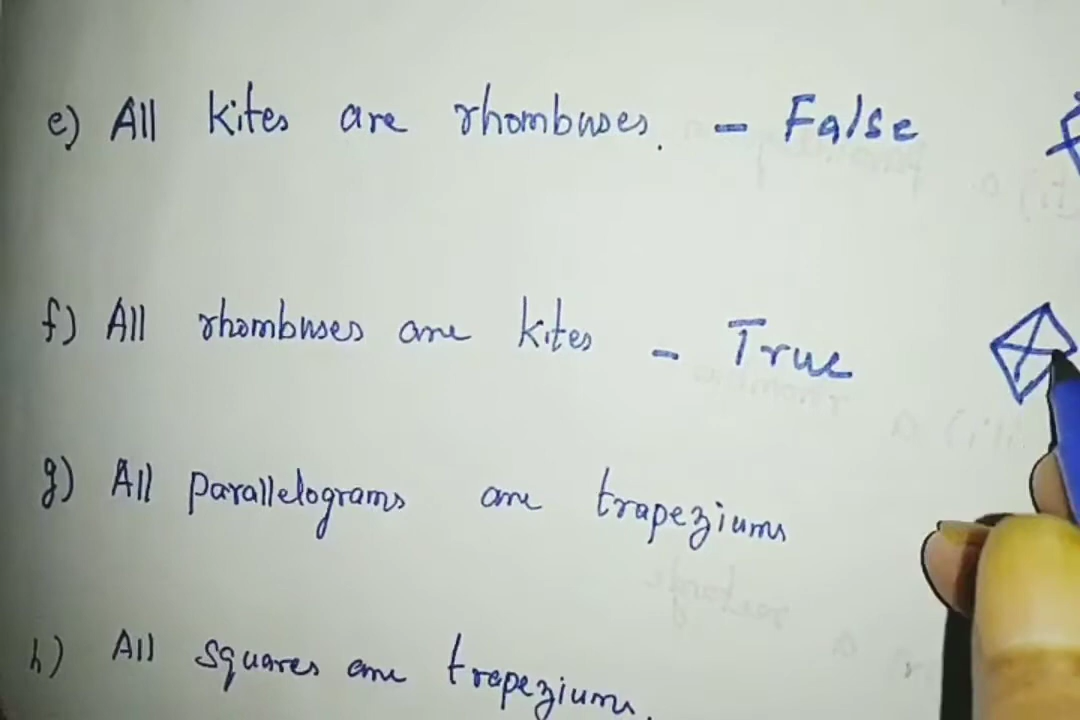 e) All kites are rhombuses. - False
f) All rhombuses are kites - True
g) All parallelograms are trapeziums
h) All squares are trapeziums.